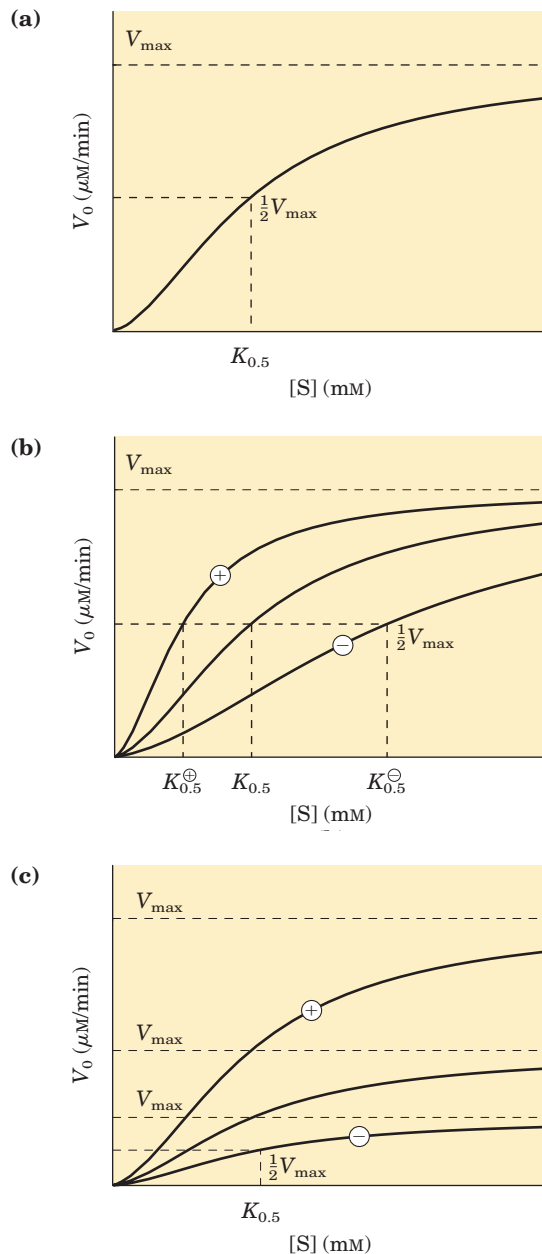 (a)
Vmax
V0 (μM/min)
½Vmax
K0.5
[S] (mM)
(b)
Vmax
V0 (μM/min)
+
−
½Vmax
K0.5⊕ K0.5 K0.5⊖
[S] (mM)
(c)
Vmax
V0 (μM/min)
+
Vmax
Vmax
−
½Vmax
K0.5
[S] (mM)